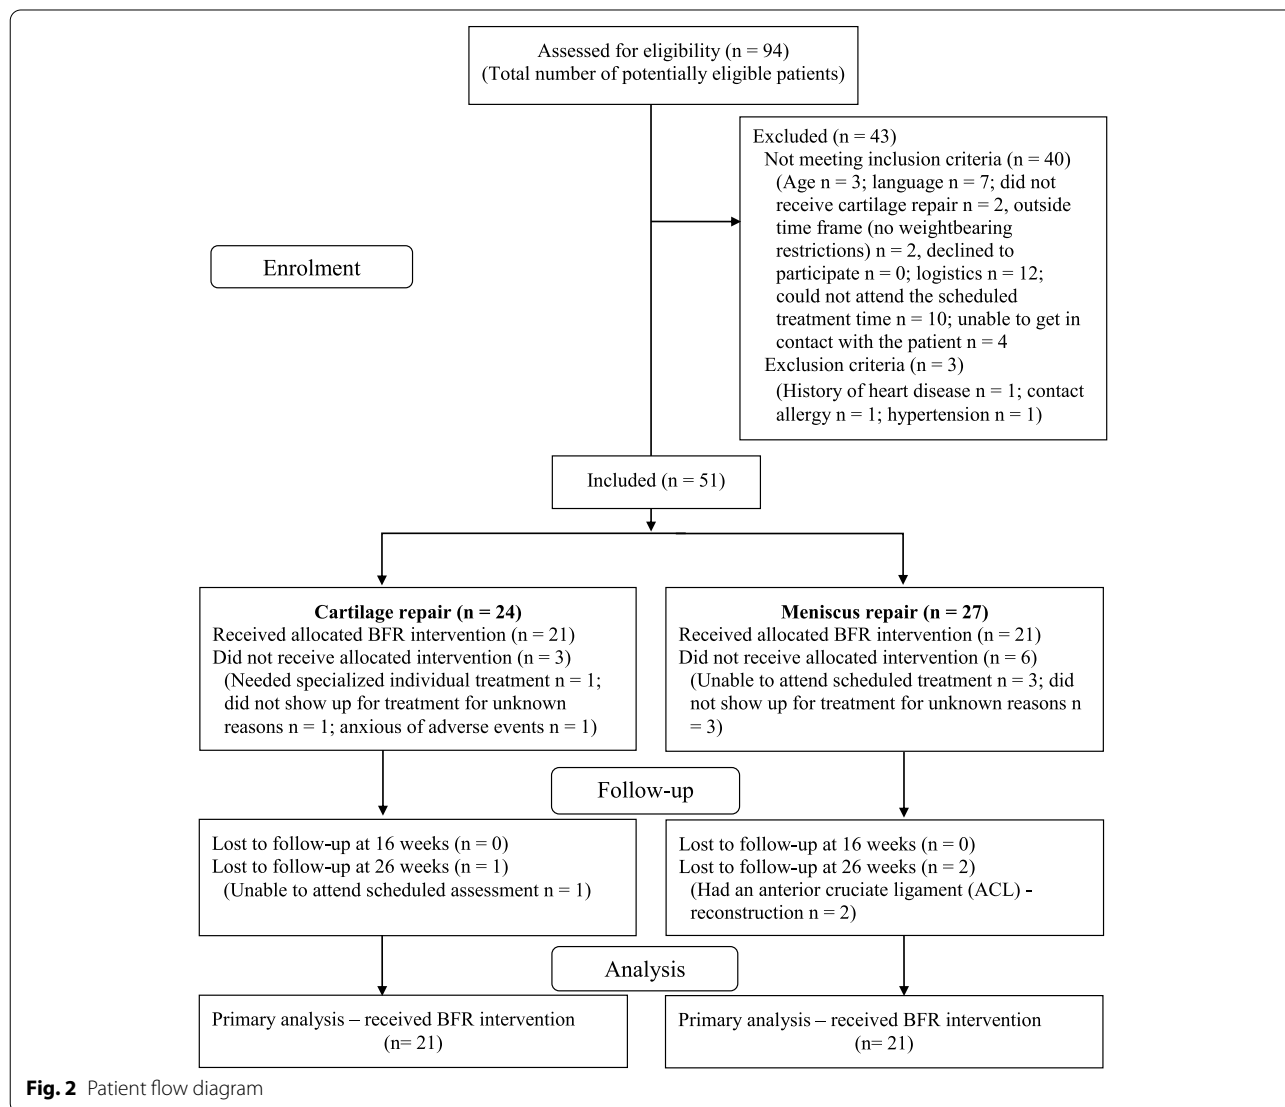 Assessed for eligibility (n = 94)
(Total number of potentially eligible patients)
Excluded (n = 43)
Not meeting inclusion criteria (n = 40)
(Age n = 3; language n = 7; did not
receive cartilage repair n = 2, outside
time frame (no weightbearing
restrictions) n = 2, declined to
participate n = 0; logistics n = 12;
could not attend the scheduled
treatment time n = 10; unable to get in
contact with the patient n = 4
Exclusion criteria (n = 3)
(History of heart disease n = 1; contact
allergy n = 1; hypertension n = 1)
Enrolment
Included (n = 51)
Cartilage repair (n = 24)
Received allocated BFR intervention (n = 21)
Did not receive allocated intervention (n = 3)
(Needed specialized individual treatment n = 1;
did not show up for treatment for unknown
reasons n = 1; anxious of adverse events n = 1)
Meniscus repair (n = 27)
Received allocated BFR intervention (n = 21)
Did not receive allocated intervention (n = 6)
(Unable to attend scheduled treatment n = 3; did
not show up for treatment for unknown reasons n
= 3)
Follow-up
Lost to follow-up at 16 weeks (n = 0)
Lost to follow-up at 26 weeks (n = 1)
(Unable to attend scheduled assessment n = 1)
Lost to follow-up at 16 weeks (n = 0)
Lost to follow-up at 26 weeks (n = 2)
(Had an anterior cruciate ligament (ACL) -
reconstruction n = 2)
Analysis
Primary analysis – received BFR intervention
(n= 21)
Primary analysis – received BFR intervention
(n= 21)
Fig. 2 Patient flow diagram